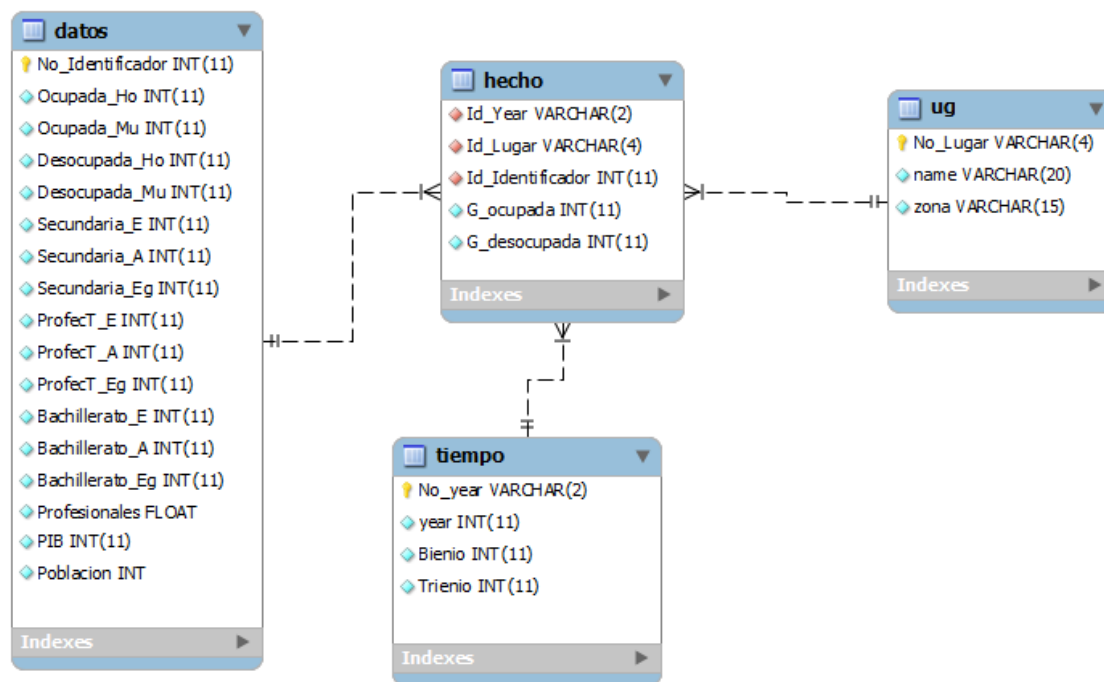 datos
No_Identificador INT(11)
Ocupada_Ho INT(11)
Ocupada_Mu INT(11)
Desocupada_Ho INT(11)
Desocupada_Mu INT(11)
Secundaria_E INT(11)
Secundaria_A INT(11)
Secundaria_Eg INT(11)
ProfecT_E INT(11)
ProfecT_A INT(11)
ProfecT_Eg INT(11)
Bachillerato_E INT(11)
Bachillerato_A INT(11)
Bachillerato_Eg INT(11)
Profesionales FLOAT
PIB INT(11)
Poblacion INT
Indexes
hecho
Id_Year VARCHAR(2)
Id_Lugar VARCHAR(4)
Id_Identificador INT(11)
G_ocupada INT(11)
G_desocupada INT(11)
Indexes
ug
No_Lugar VARCHAR(4)
name VARCHAR(20)
zona VARCHAR(15)
Indexes
tiempo
No_year VARCHAR(2)
year INT(11)
Bienio INT(11)
Trienio INT(11)
Indexes